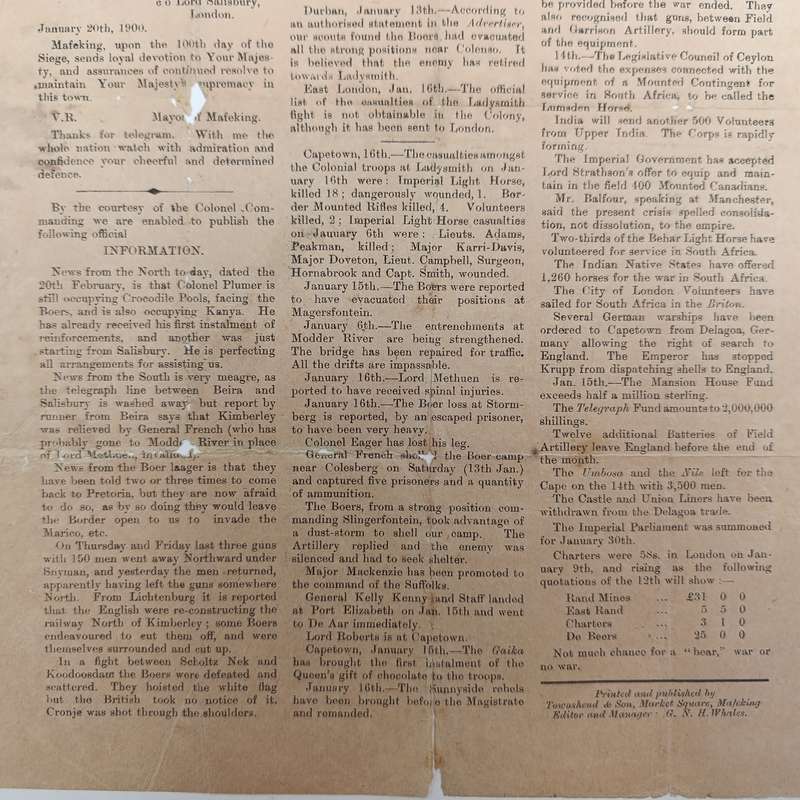 c o Lord Salisbury,
London.
January 20th, 1900.
Mafeking, upon the 100th day of the
Siege, sends loyal devotion to Your Majes-
ty, and assurances of continued resolve to
maintain Your Majesty's supremacy in
this town.
V.R. Mayor of Mafeking.
Thanks for telegram. With me the
whole nation watch with admiration and
confidence your cheerful and determined
defence.
By the courtesy of the Colonel Com-
manding we are enabled to publish the
following official
INFORMATION.
News from the North to-day, dated the
20th February, is that Colonel Plumer is
still occupying Crocodile Pools, facing the
Boers, and is also occupying Kanya. He
has already received his first instalment of
reinforcements, and another was just
starting from Salisbury. He is perfecting
all arrangements for assisting us.
News from the South is very meagre, as
the telegraph line between Beira and
Salisbury is washed away but report by
runner from Beira says that Kimberley
was relieved by General French (who has
probably gone to Modder River in place
of Lord Methuen, invalided).
News from the Boer laager is that they
have been told two or three times to come
back to Pretoria, but they are now afraid
to do so, as by so doing they would leave
the Border open to us to invade the
Marico, etc.
On Thursday and Friday last three guns
with 150 men went away Northward under
Snyman, and yesterday the men returned,
apparently having left the guns somewhere
North. From Lichtenburg it is reported
that the English were re-constructing the
railway North of Kimberley; some Boers
endeavoured to cut them off, and were
themselves surrounded and cut up.
In a fight between Scholtz Nek and
Koodoosdam the Boers were defeated and
scattered. They hoisted the white flag
but the British took no notice of it.
Cronje was shot through the shoulders.
Durban, January 13th.—According to
an authorised statement in the Advertiser,
our scouts found the Boers had evacuated
all the strong positions near Colenso. It
is believed that the enemy has retired
towards Ladysmith.
East London, Jan. 16th.—The official
list of the casualties of the Ladysmith
fight is not obtainable in the Colony,
although it has been sent to London.
Capetown, 16th.—The casualties amongst
the Colonial troops at Ladysmith on Jan-
uary 16th were: Imperial Light Horse,
killed 18; dangerously wounded, 1. Bor-
der Mounted Rifles killed, 4. Volunteers
killed, 2; Imperial Light Horse casualties
on January 6th were: Lieuts. Adams,
Peakman, killed; Major Karri-Davis,
Major Doveton, Lieut. Campbell, Surgeon,
Hornabrook and Capt. Smith, wounded.
January 15th.—The Boers were reported
to have evacuated their positions at
Magersfontein.
January 6th.—The entrenchments at
Modder River are being strengthened.
The bridge has been repaired for traffic.
All the drifts are impassable.
January 16th.—Lord Methuen is re-
ported to have received spinal injuries.
January 16th.—The Boer loss at Storm-
berg is reported, by an escaped prisoner,
to have been very heavy.
Colonel Eager has lost his leg.
General French shelled the Boer camp
near Colesberg on Saturday (13th Jan.)
and captured five prisoners and a quantity
of ammunition.
The Boers, from a strong position com-
manding Slingerfontein, took advantage of
a dust-storm to shell our camp. The
Artillery replied and the enemy was
silenced and had to seek shelter.
Major Mackenzie has been promoted to
the command of the Suffolks.
General Kelly Kenny and Staff landed
at Port Elizabeth on Jan. 15th and went
to De Aar immediately.
Lord Roberts is at Capetown.
Capetown, January 15th.—The Gaika
has brought the first instalment of the
Queen's gift of chocolate to the troops.
January 16th.—The Sunnyside rebels
have been brought before the Magistrate
and remanded.
be provided before the war ended. They
also recognised that guns, between Field
and Garrison Artillery, should form part
of the equipment.
14th.—The Legislative Council of Ceylon
has voted the expenses connected with the
equipment of a Mounted Contingent for
service in South Africa, to be called the
Lumsden Horse.
India will send another 500 Volunteers
from Upper India. The Corps is rapidly
forming.
The Imperial Government has accepted
Lord Strathson's offer to equip and main-
tain in the field 400 Mounted Canadians.
Mr. Balfour, speaking at Manchester,
said the present crisis spelled consolida-
tion, not dissolution, to the empire.
Two-thirds of the Behar Light Horse have
volunteered for service in South Africa.
The Indian Native States have offered
1,260 horses for the war in South Africa.
The City of London Volunteers have
sailed for South Africa in the Briton.
Several German warships have been
ordered to Capetown from Delagoa, Ger-
many allowing the right of search to
England. The Emperor has stopped
Krupp from dispatching shells to England.
Jan. 15th.—The Mansion House Fund
exceeds half a million sterling.
The Telegraph Fund amounts to 2,000,000
shillings.
Twelve additional Batteries of Field
Artillery leave England before the end of
the month.
The Umbosa and the Nile left for the
Cape on the 14th with 3,500 men.
The Castle and Union Liners have been
withdrawn from the Delagoa trade.
The Imperial Parliament was summoned
for January 30th.
Charters were 58s. in London on Jan-
uary 9th, and rising as the following
quotations of the 12th will show:—
Rand Mines ... £31 0 0
East Rand ... 5 5 0
Charters ... 3 1 0
De Beers ... 25 0 0
Not much chance for a "bear," war or
no war.
Printed and published by
Townshend & Son, Market Square, Mafeking
Editor and Manager: G. N. H. Whales.